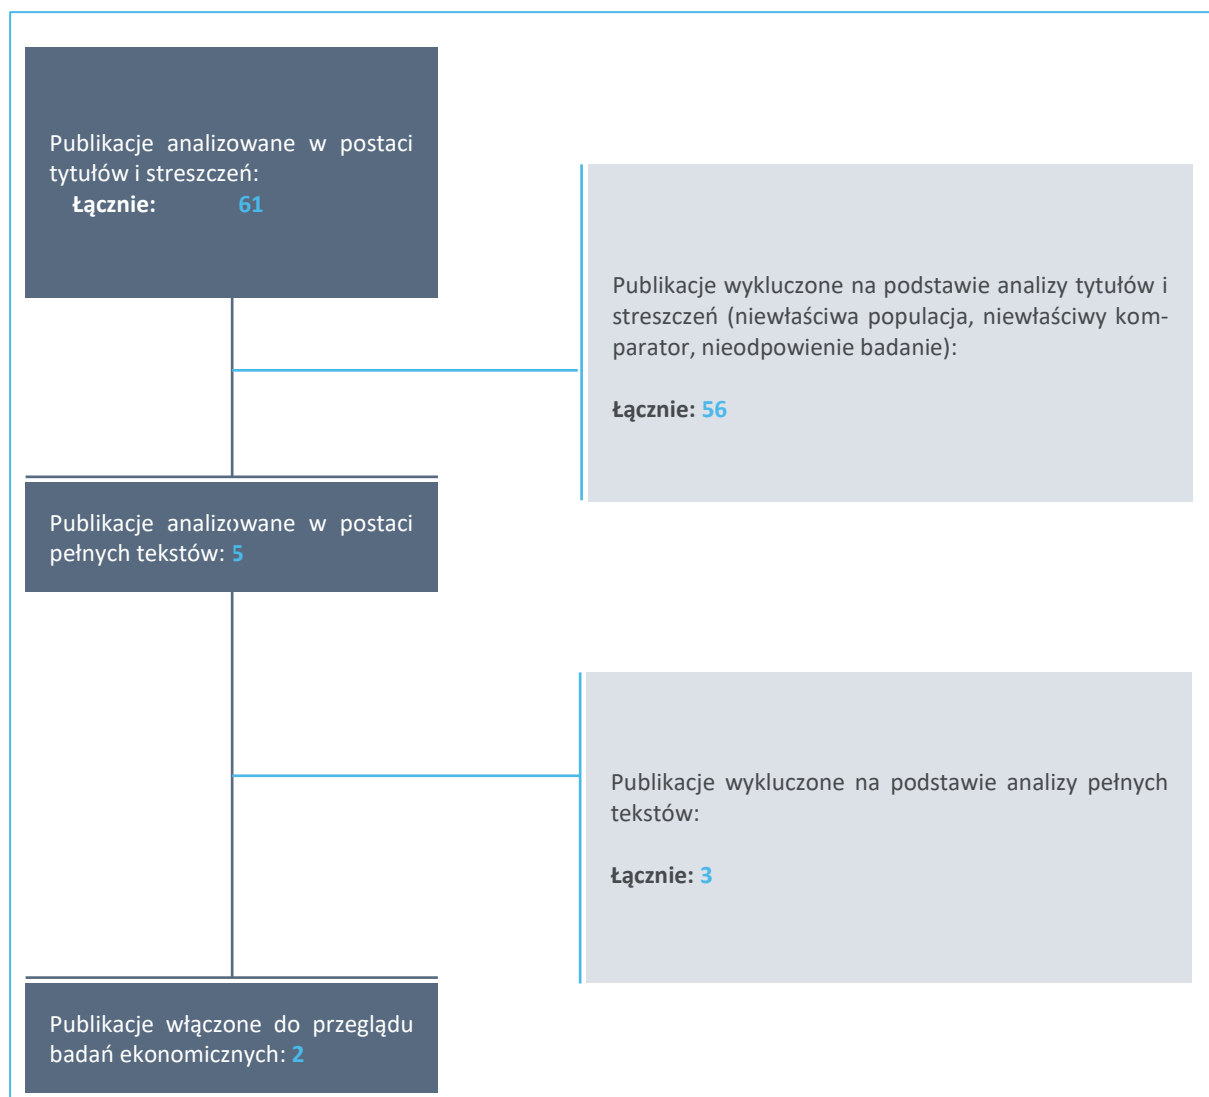 Publikacje analizowane w postaci
tytułów i streszczeń:
Łącznie: 61
Publikacje wykluczone na podstawie analizy tytułów i
streszczeń (niewłaściwa populacja, niewłaściwy kom-
parator, nieodpowienie badanie):
Łącznie: 56
Publikacje analizowane w postaci
pełnych tekstów: 5
Publikacje wykluczone na podstawie analizy pełnych
tekstów:
Łącznie: 3
Publikacje włączone do przeglądu
badań ekonomicznych: 2